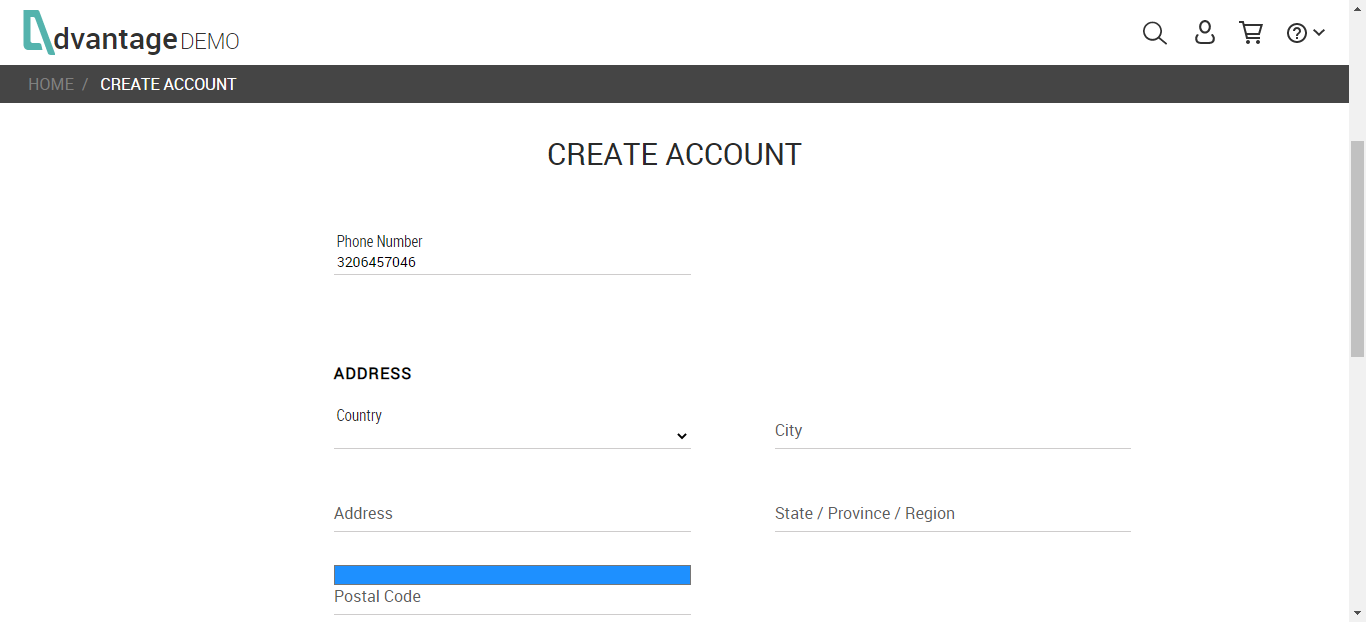 dvantage DEMO
HOME / CREATE ACCOUNT
CREATE ACCOUNT
Phone Number
3206457046
ADDRESS
Country
City
Address
State / Province / Region
Postal Code